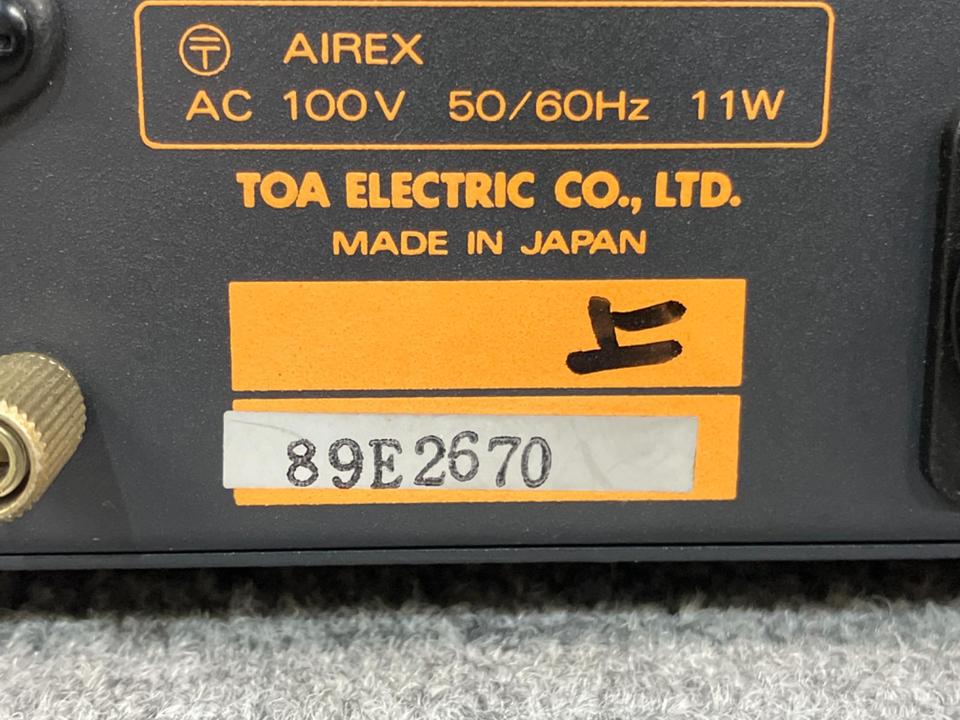 〒 AIREX
AC 100V 50/60Hz 11W
TOA ELECTRIC CO., LTD.
MADE IN JAPAN
上
89E2670